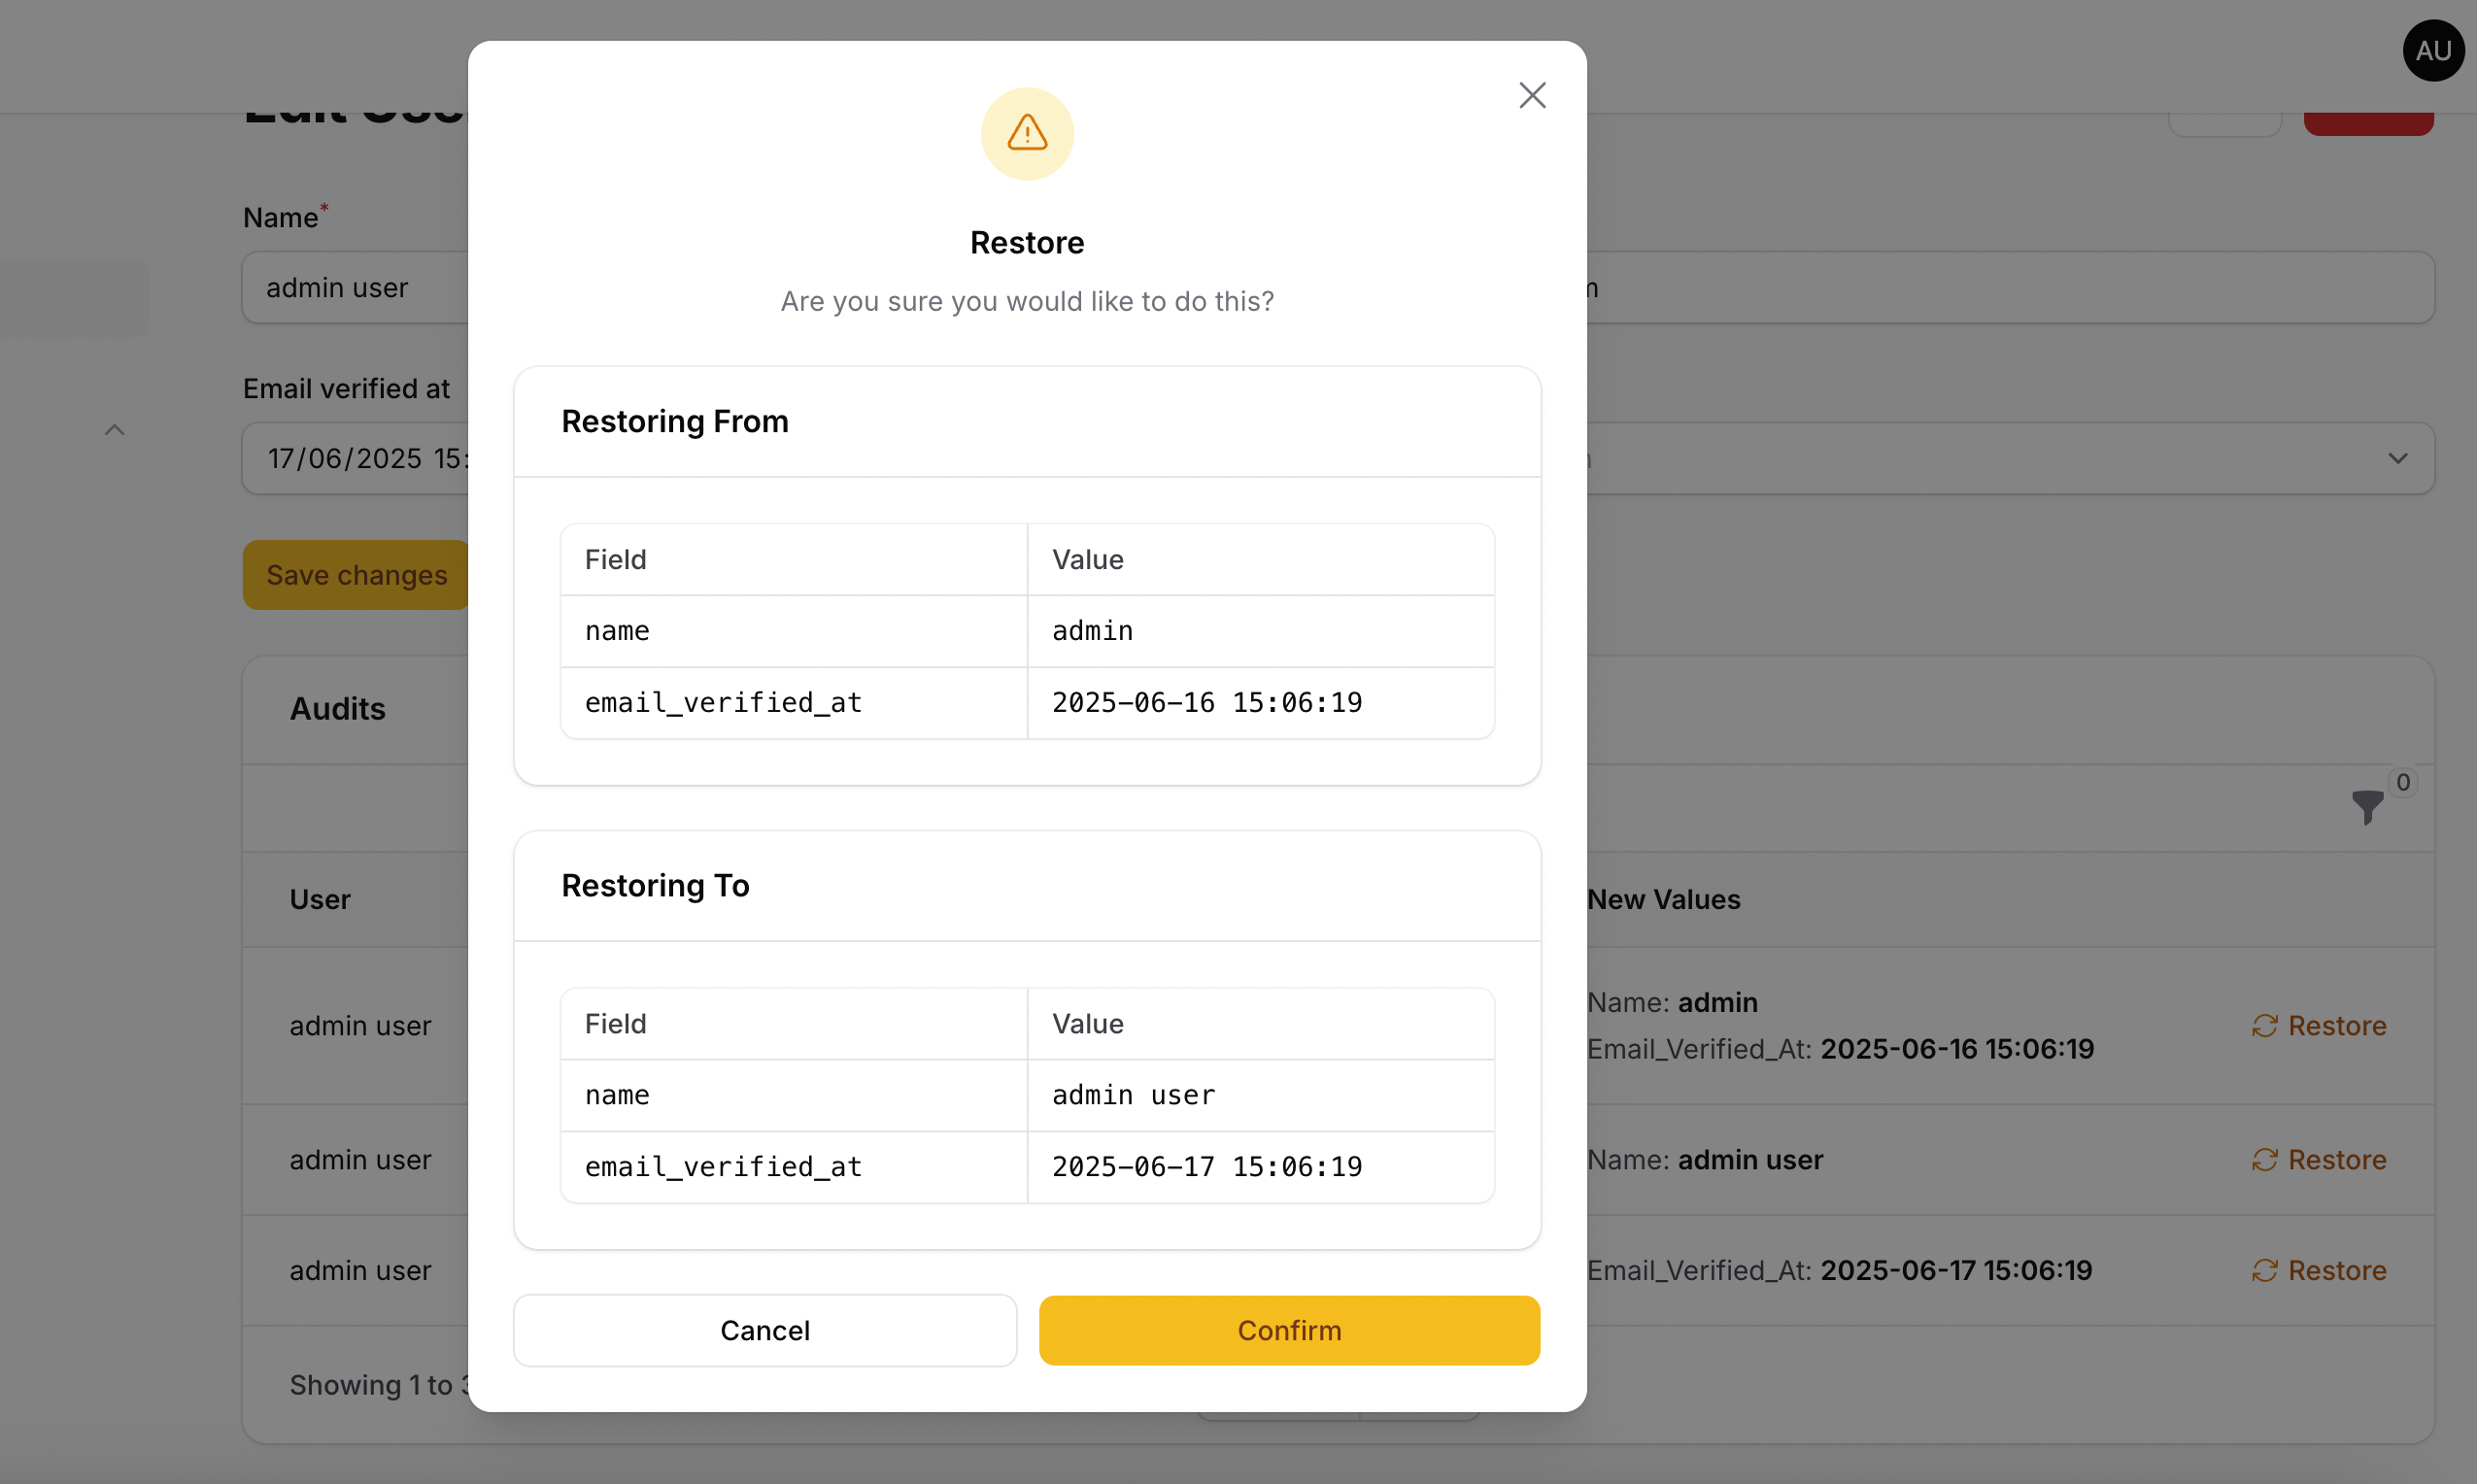 AU
Edit Use
Name*
admin user
Email verified at
17/06/2025 15:
Save changes
Restore
Are you sure you would like to do this?
Restoring From
Field Value
name admin
email_verified_at 2025-06-16 15:06:19
Restoring To
Field Value
name admin user
email_verified_at 2025-06-17 15:06:19
Cancel Confirm
Audits
0
User New Values
admin user Name: admin Restore
Email_Verified_At: 2025-06-16 15:06:19
admin user Name: admin user Restore
admin user Email_Verified_At: 2025-06-17 15:06:19 Restore
Showing 1 to 3